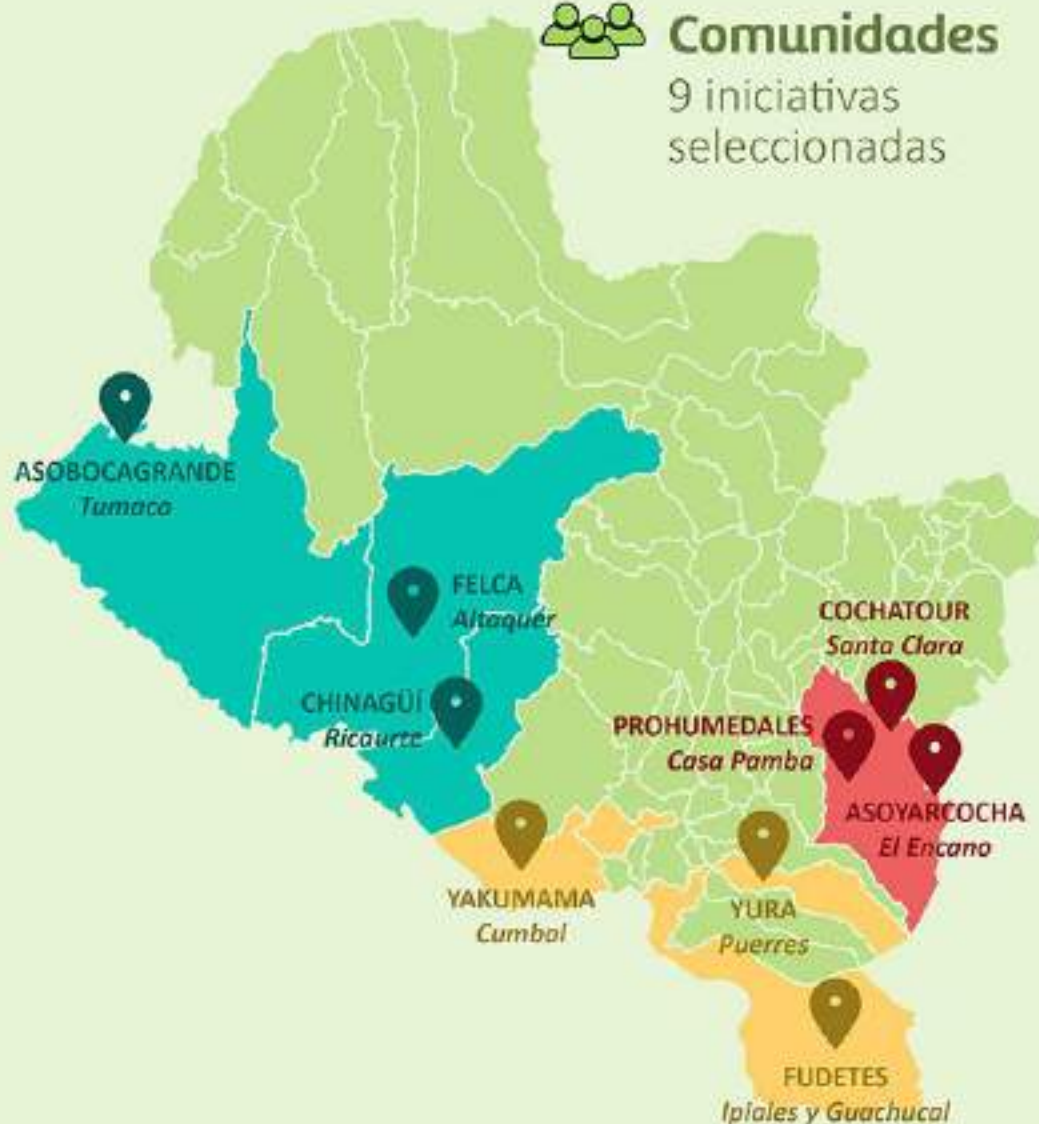 Comunidades
9 iniciativas
seleccionadas
ASOBOCAGRANDE
Tumaco
FELCA
Altaquer
CHINAGÜÍ
Ricaurte
COCHATOUR
Santa Clara
PROHUMEDALES
Casa Pamba
ASOYARCOCHA
El Encano
YAKUMAMA
Cumbal
YURA
Puerres
FUDETES
Ipiales y Guachucal